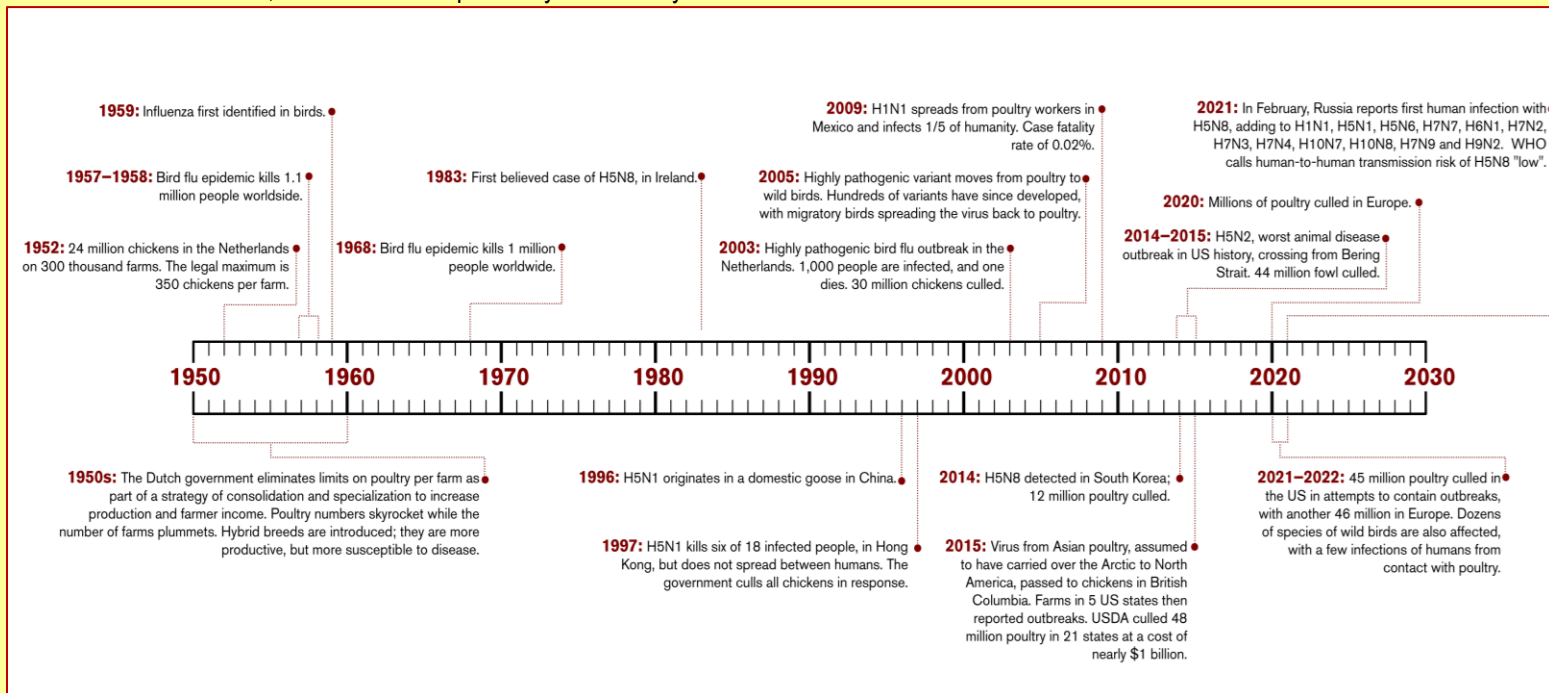 1959: Influenza first identified in birds.
1957–1958: Bird flu epidemic kills 1.1
million people worldside.
1952: 24 million chickens in the Netherlands
on 300 thousand farms. The legal maximum is
350 chickens per farm.
1968: Bird flu epidemic kills 1 million
people worldwide.
1983: First believed case of H5N8, in Ireland.
2009: H1N1 spreads from poultry workers in
Mexico and infects 1/5 of humanity. Case fatality
rate of 0.02%.
2005: Highly pathogenic variant moves from poultry to
wild birds. Hundreds of variants have since developed,
with migratory birds spreading the virus back to poultry.
2003: Highly pathogenic bird flu outbreak in the
Netherlands. 1,000 people are infected, and one
dies. 30 million chickens culled.
2021: In February, Russia reports first human infection with
H5N8, adding to H1N1, H5N1, H5N6, H7N7, H6N1, H7N2,
H7N3, H7N4, H10N7, H10N8, H7N9 and H9N2. WHO
calls human-to-human transmission risk of H5N8 "low".
2020: Millions of poultry culled in Europe.
2014–2015: H5N2, worst animal disease
outbreak in US history, crossing from Bering
Strait. 44 million fowl culled.
1950 1960 1970 1980 1990 2000 2010 2020 2030
1950s: The Dutch government eliminates limits on poultry per farm as
part of a strategy of consolidation and specialization to increase
production and farmer income. Poultry numbers skyrocket while the
number of farms plummets. Hybrid breeds are introduced; they are more
productive, but more susceptible to disease.
1996: H5N1 originates in a domestic goose in China.
1997: H5N1 kills six of 18 infected people, in Hong
Kong, but does not spread between humans. The
government culls all chickens in response.
2014: H5N8 detected in South Korea;
12 million poultry culled.
2015: Virus from Asian poultry, assumed
to have carried over the Arctic to North
America, passed to chickens in British
Columbia. Farms in 5 US states then
reported outbreaks. USDA culled 48
million poultry in 21 states at a cost of
nearly $1 billion.
2021–2022: 45 million poultry culled in
the US in attempts to contain outbreaks,
with another 46 million in Europe. Dozens
of species of wild birds are also affected,
with a few infections of humans from
contact with poultry.